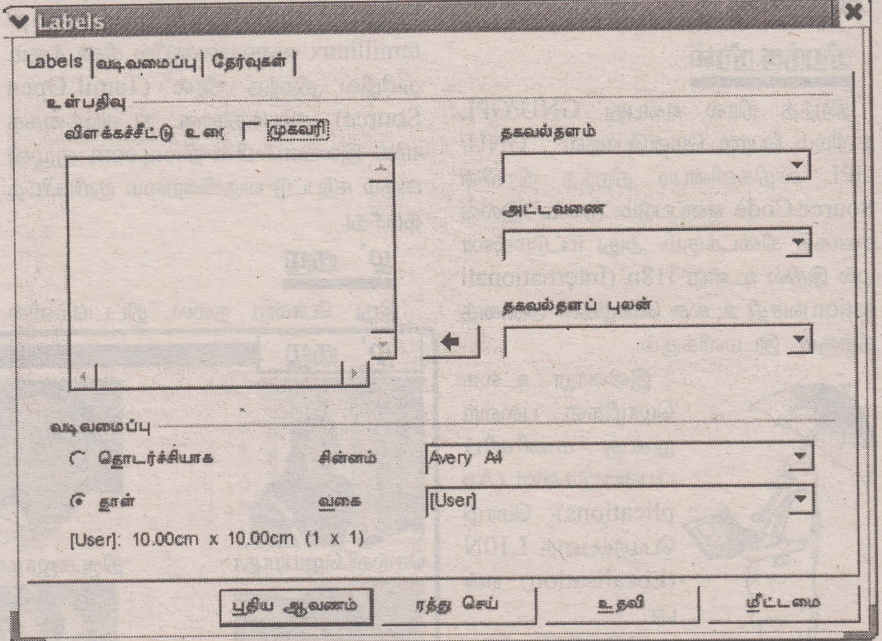 Labels
Labels வடிவமைப்பு தேர்வுகள்
உள்பதிவு
விளக்கச்சீட்டு உரை முகவரி
தகவல்தளம்
அட்டவணை
தகவல்தளப் புலன்
வடிவமைப்பு
தொடர்ச்சியாக சின்னம் Avery A4
தாள் வகை [User]
[User]: 10.00cm x 10.00cm (1 x 1)
புதிய ஆவணம் ரத்து செய் உதவி மீட்டமை